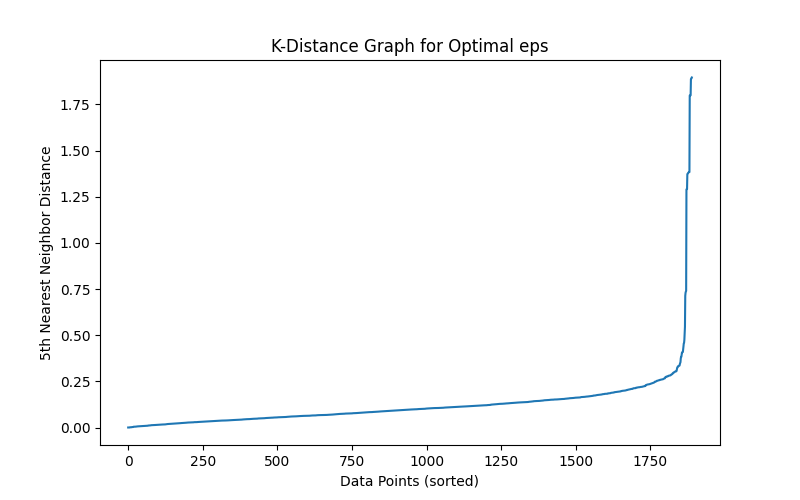 K-Distance Graph for Optimal eps
1.75
1.50
1.25
1.00
0.75
0.50
0.25
0.00
5th Nearest Neighbor Distance
0 250 500 750 1000 1250 1500 1750
Data Points (sorted)